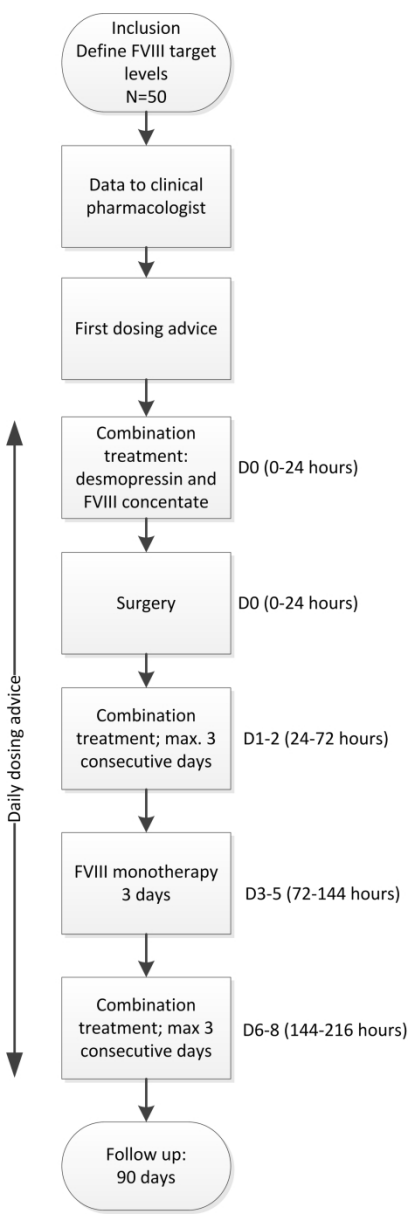 Inclusion
Define FVIII target
levels
N=50
Data to clinical
pharmacologist
First dosing advice
Combination
treatment:
desmopressin and
FVIII concentate
D0 (0-24 hours)
Surgery
D0 (0-24 hours)
Daily dosing advice
Combination
treatment; max. 3
consecutive days
D1-2 (24-72 hours)
FVIII monotherapy
3 days
D3-5 (72-144 hours)
Combination
treatment; max 3
consecutive days
D6-8 (144-216 hours)
Follow up:
90 days